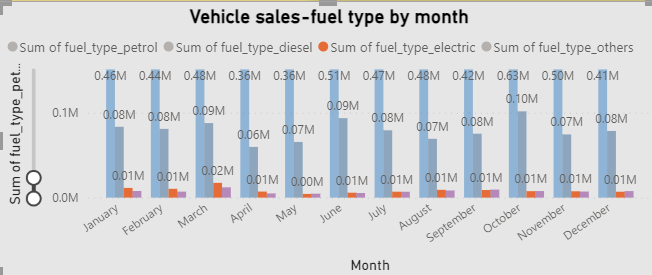 Vehicle sales-fuel type by month
Sum of fuel_type_petrol Sum of fuel_type_diesel Sum of fuel_type_electric Sum of fuel_type_others
Sum of fuel_type_pet...
0.46M 0.44M 0.48M 0.36M 0.36M 0.51M 0.47M 0.48M 0.42M 0.63M 0.50M 0.41M
0.1M
0.08M 0.08M 0.09M 0.06M 0.07M 0.09M 0.08M 0.07M 0.08M 0.10M 0.07M 0.08M
0.01M 0.01M 0.02M 0.01M 0.00M 0.01M 0.01M 0.01M 0.01M 0.01M 0.01M 0.01M
0.0M
January February March April May June July August September October November December
Month